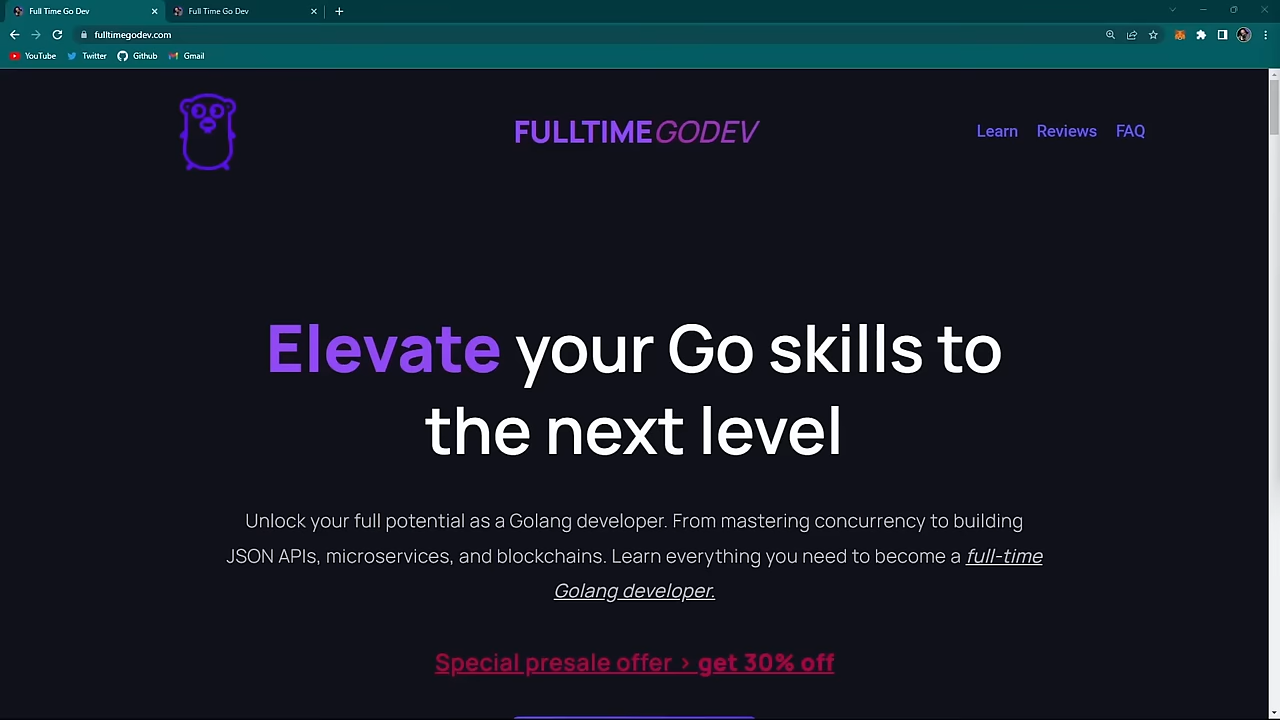 Full Time Go Dev
Full Time Go Dev
fulltimegodev.com
YouTube
Twitter
Github
Gmail
FULLTIMEGODEV
Learn
Reviews
FAQ
Elevate your Go skills to
the next level
Unlock your full potential as a Golang developer. From mastering concurrency to building
JSON APIs, microservices, and blockchains. Learn everything you need to become a full-time
Golang developer.
Special presale offer › get 30% off